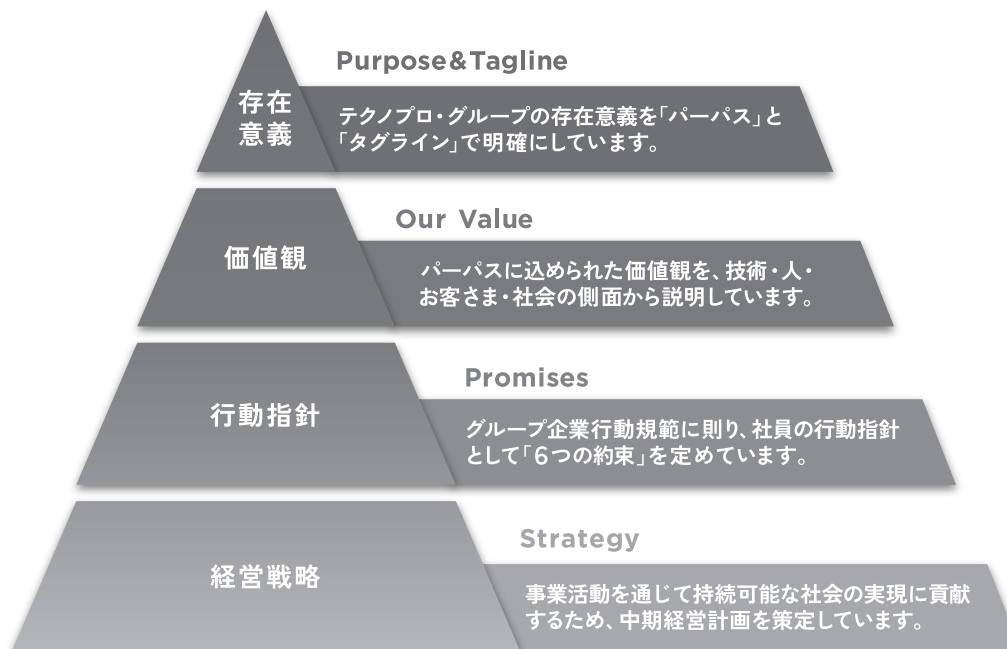 Purpose&Tagline
存在
意義
テクノプロ・グループの存在意義を「パーパス」と
「タグライン」で明確にしています。
Our Value
価値観
パーパスに込められた価値観を、技術・人・
お客さま・社会の側面から説明しています。
Promises
行動指針
グループ企業行動規範に則り、社員の行動指針
として「6つの約束」を定めています。
Strategy
経営戦略
事業活動を通じて持続可能な社会の実現に貢献
するため、中期経営計画を策定しています。